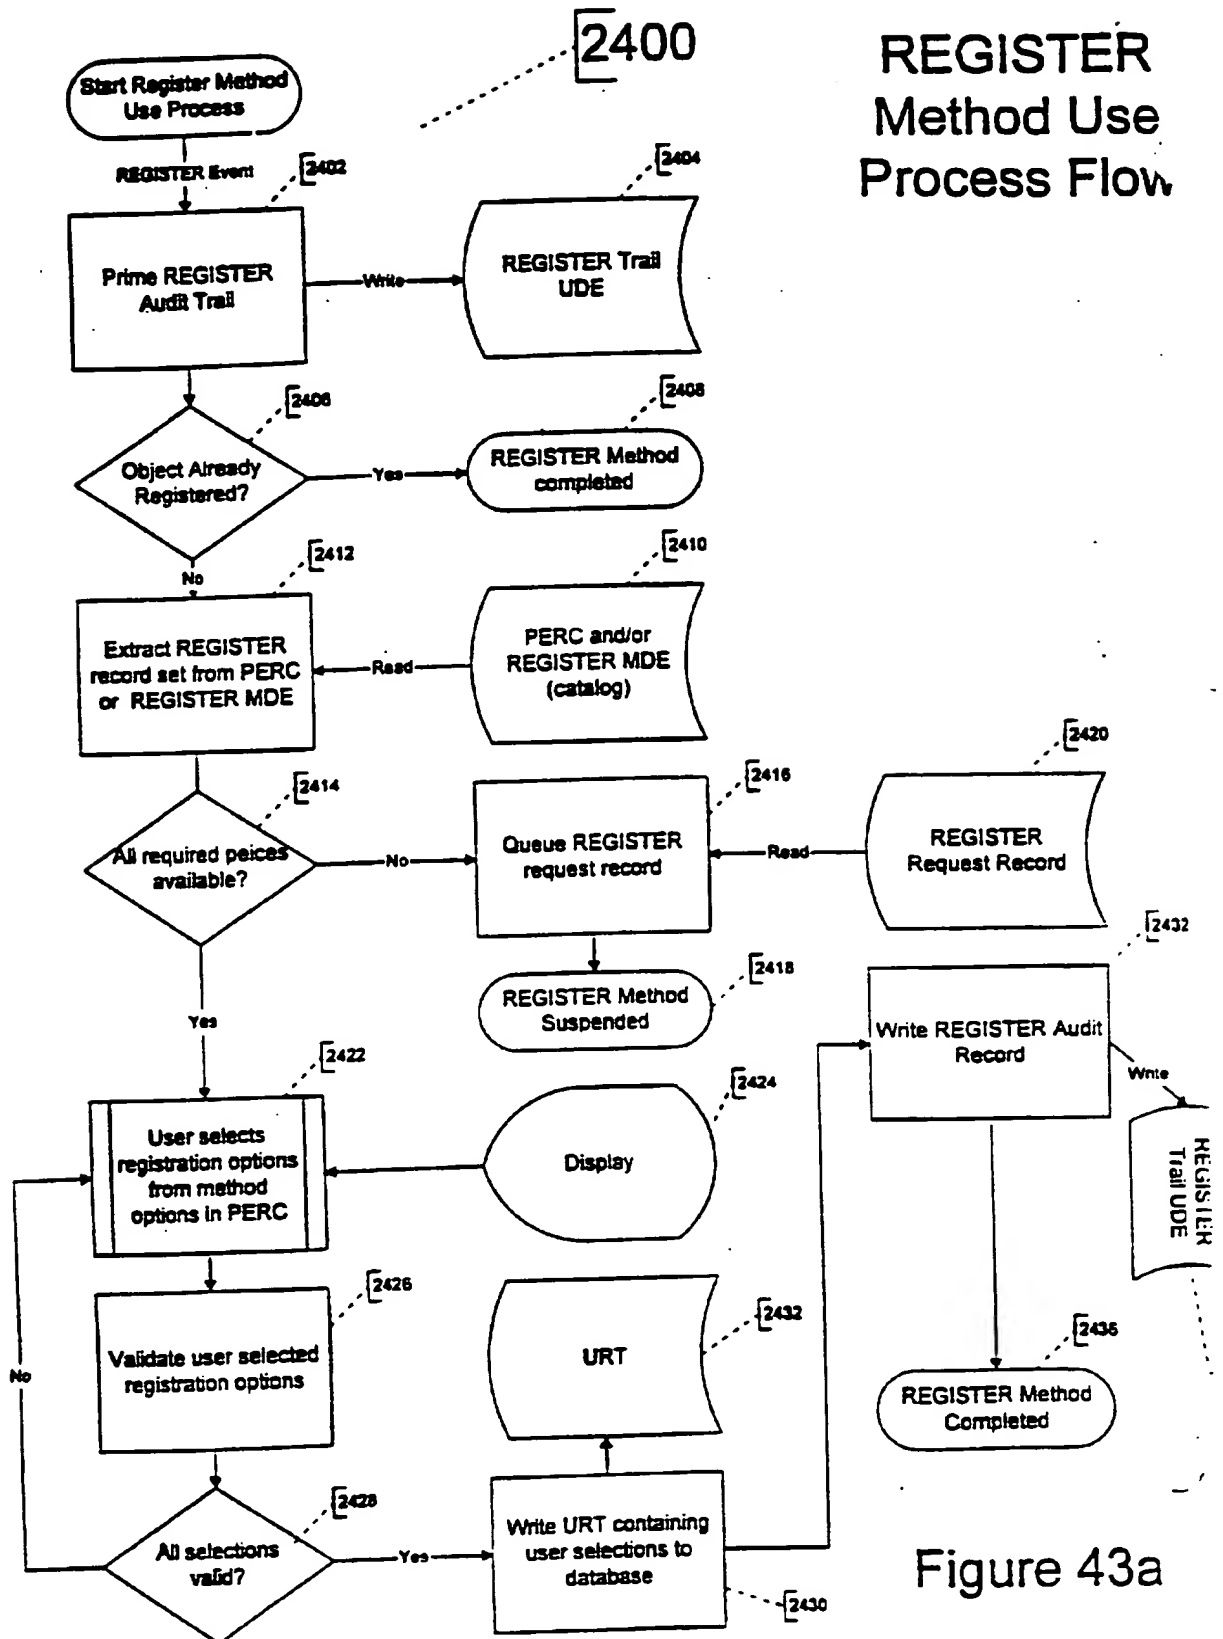 2400
REGISTER
Method Use
Process Flow
Start Register Method
Use Process
REGISTER Event
2402
Prime REGISTER
Audit Trail
Write
2404
REGISTER Trail
UDE
2406
Object Already
Registered?
Yes
2408
REGISTER Method
completed
No
2412
Extract REGISTER
record set from PERC
or REGISTER MDE
Read
2410
PERC and/or
REGISTER MDE
(catalog)
2414
All required peices
available?
No
2416
Queue REGISTER
request record
Read
2420
REGISTER
Request Record
2418
REGISTER Method
Suspended
Yes
2422
User selects
registration options
from method
options in PERC
2424
Display
2426
Validate user selected
registration options
No
2428
All selections
valid?
Yes
2430
Write URT containing
user selections to
database
2432
URT
2432
Write REGISTER Audit
Record
Write
REGISTER
Trail UDE
2436
REGISTER Method
Completed
Figure 43a